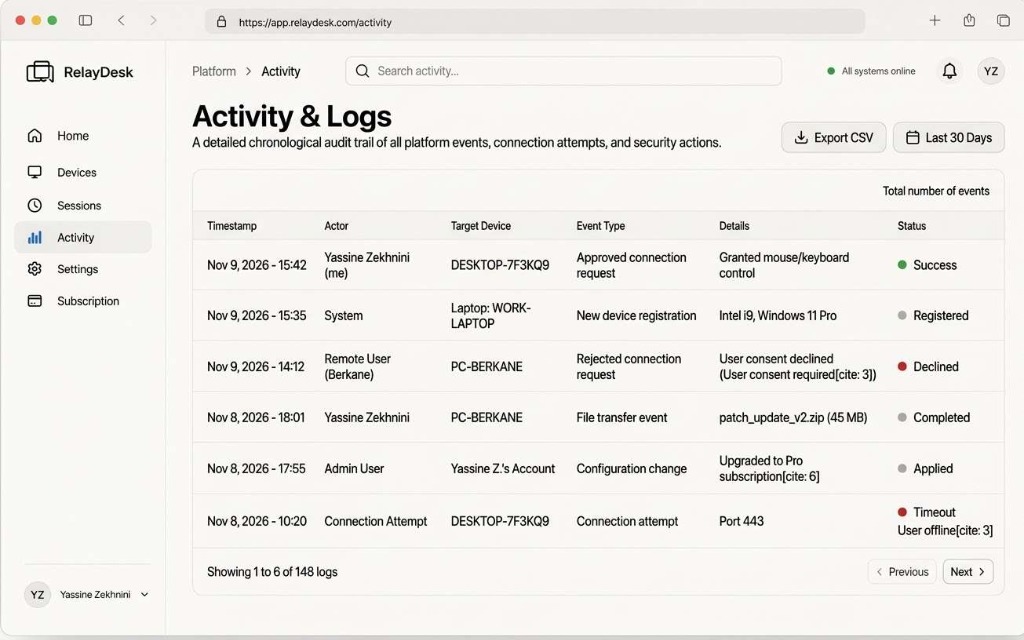 https://app.relaydesk.com/activity
RelayDesk
Platform > Activity
Search activity...
All systems online
YZ
Home
Devices
Sessions
Activity
Settings
Subscription
Activity & Logs
A detailed chronological audit trail of all platform events, connection attempts, and security actions.
Export CSV
Last 30 Days
Total number of events
Timestamp Actor Target Device Event Type Details Status
Nov 9, 2026 - 15:42
Yassine Zekhnini
(me)
DESKTOP-7F3KQ9
Approved connection
request
Granted mouse/keyboard
control
Success
Nov 9, 2026 - 15:35
System
Laptop: WORK-
LAPTOP
New device registration
Intel i9, Windows 11 Pro
Registered
Nov 9, 2026 - 14:12
Remote User
(Berkane)
PC-BERKANE
Rejected connection
request
User consent declined
(User consent required[cite: 3])
Declined
Nov 8, 2026 - 18:01
Yassine Zekhnini
PC-BERKANE
File transfer event
patch_update_v2.zip (45 MB)
Completed
Nov 8, 2026 - 17:55
Admin User
Yassine Z.'s Account
Configuration change
Upgraded to Pro
subscription[cite: 6]
Applied
Nov 8, 2026 - 10:20
Connection Attempt
DESKTOP-7F3KQ9
Connection attempt
Port 443
Timeout
User offline[cite: 3]
Showing 1 to 6 of 148 logs
< Previous
Next >
YZ
Yassine Zekhnini